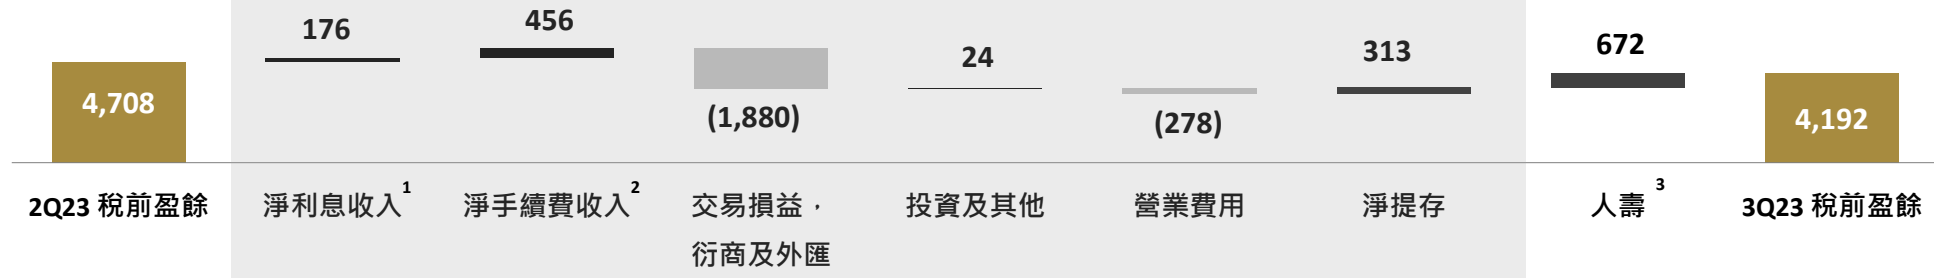 176
456
24
313
672
4,708
(1,880)
(278)
4,192
2Q23 稅前盈餘
淨利息收入1
淨手續費收入2
交易損益，
衍商及外匯
投資及其他
營業費用
淨提存
人壽3
3Q23 稅前盈餘